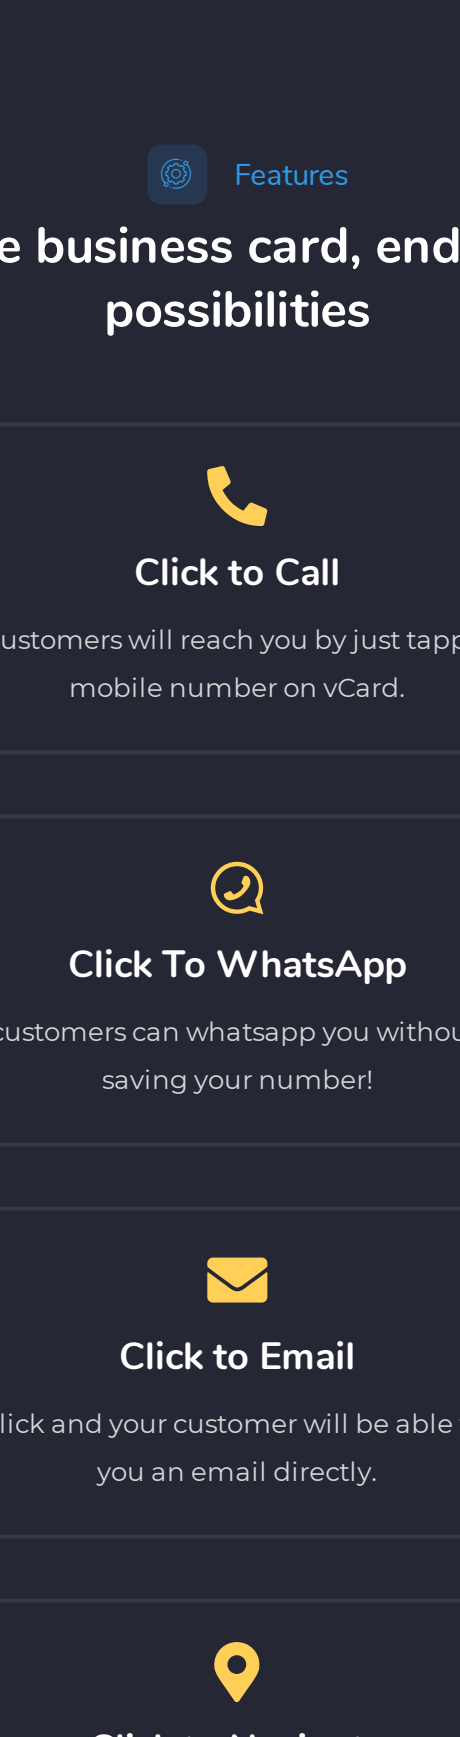 Features
e business card, end
possibilities
Click to Call
ustomers will reach you by just tapp
mobile number on vCard.
Click To WhatsApp
customers can whatsapp you withou
saving your number!
Click to Email
lick and your customer will be able
you an email directly.